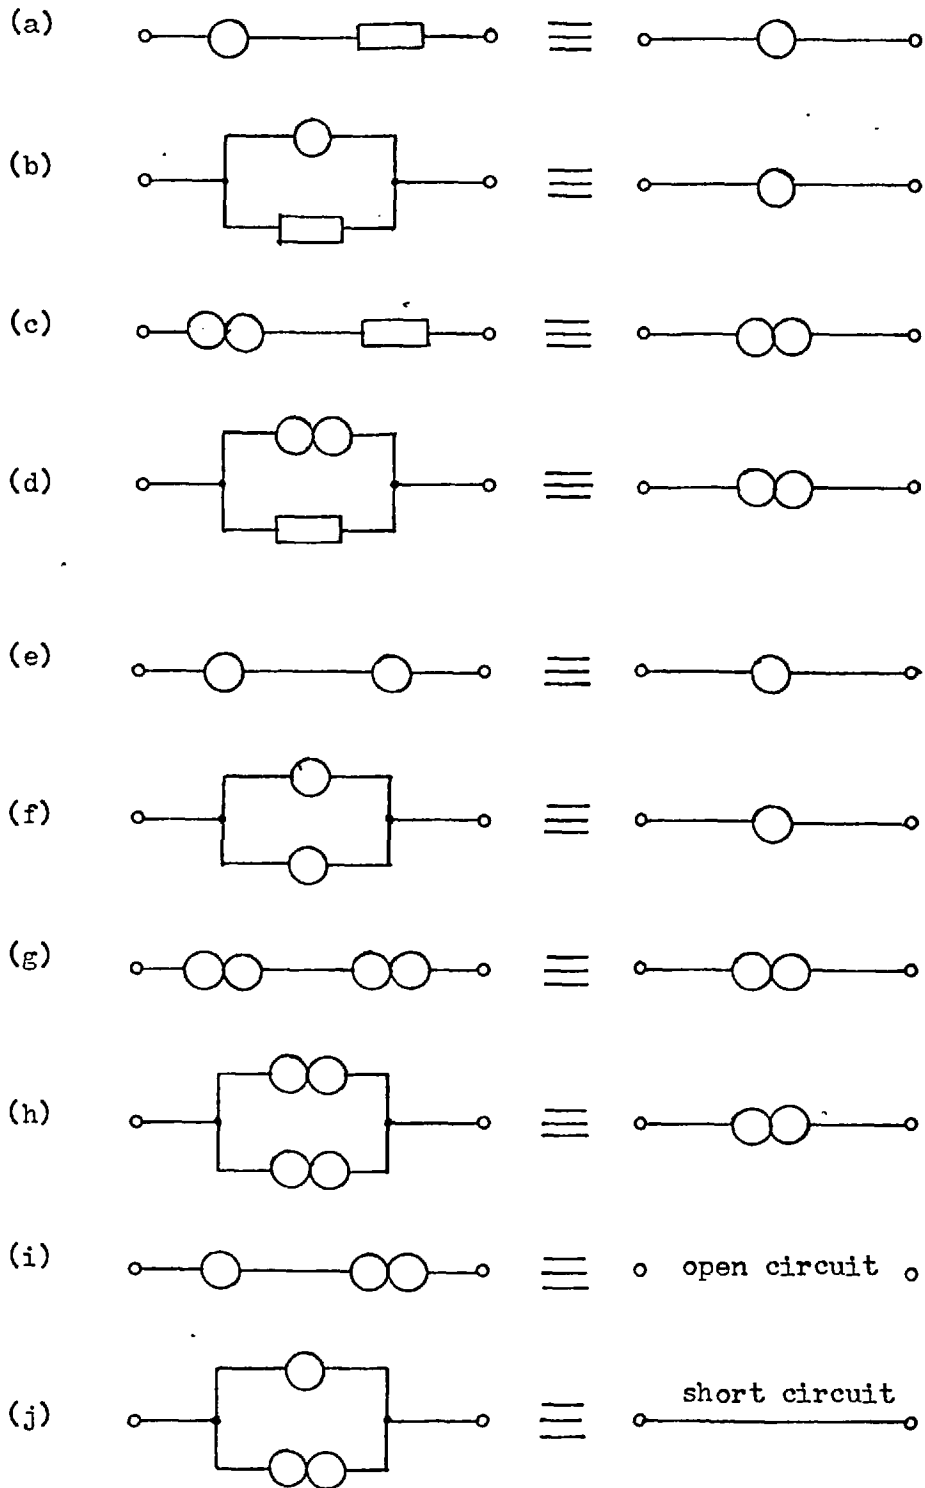 (a)
(b)
(c)
(d)
(e)
(f)
(g)
(h)
(i)
open circuit
(j)
short circuit